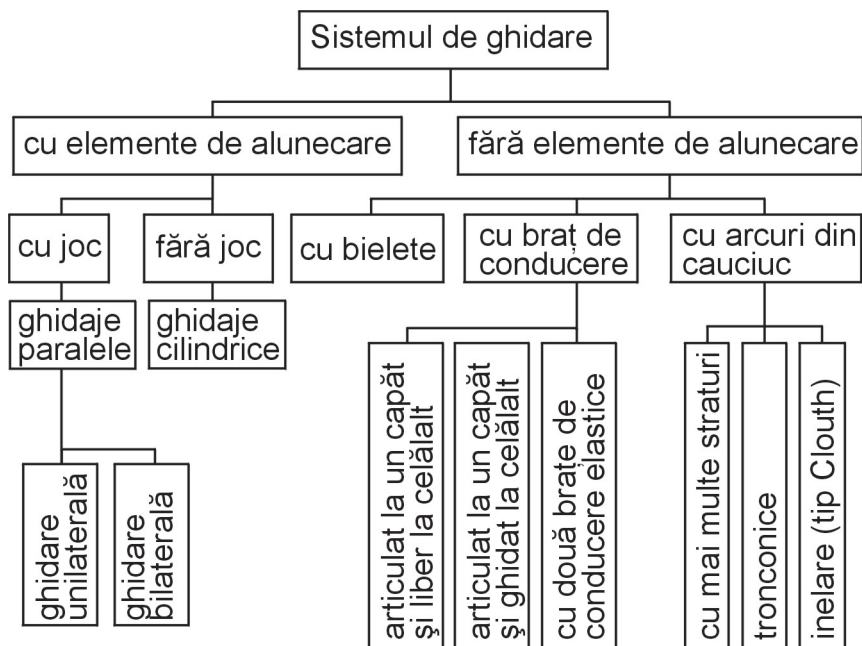 Sistemul de ghidare
cu elemente de alunecare
fără elemente de alunecare
cu joc
fără joc
cu bielete
cu braț de
conducere
cu arcuri din
cauciuc
ghidaje
paralele
ghidaje
cilindrice
ghidare
unilaterală
ghidare
bilaterală
articulat la un capăt
şi liber la celălalt
articulat la un capăt
şi ghidat la celălalt
cu două brațe de
conducere elastice
cu mai multe straturi
tronconice
inelare (tip Clouth)